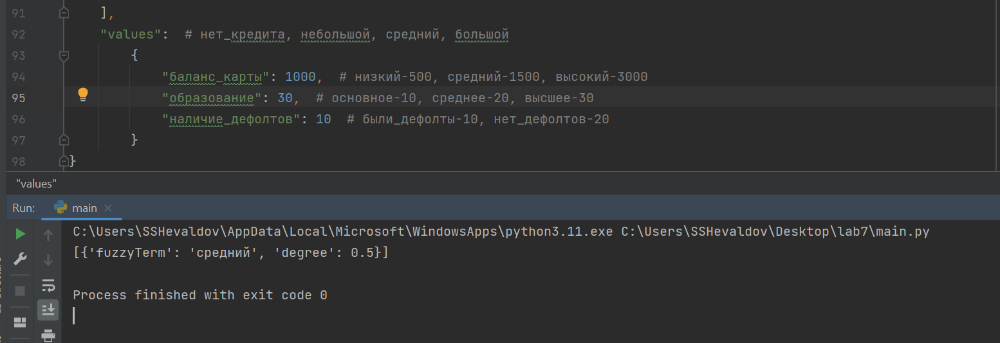 91 ],
92 "values":  # нет_кредита, небольшой, средний, большой
93 {
94 "баланс_карты": 1000,  # низкий-500, средний-1500, высокий-3000
95 "образование": 30,  # основное-10, среднее-20, высшее-30
96 "наличие_дефолтов": 10  # были_дефолты-10, нет_дефолтов-20
97 }
98 }
"values"
Run: main
C:\Users\SSHevaldov\AppData\Local\Microsoft\WindowsApps\python3.11.exe C:\Users\SSHevaldov\Desktop\lab7\main.py
[{'fuzzyTerm': 'средний', 'degree': 0.5}]
Process finished with exit code 0